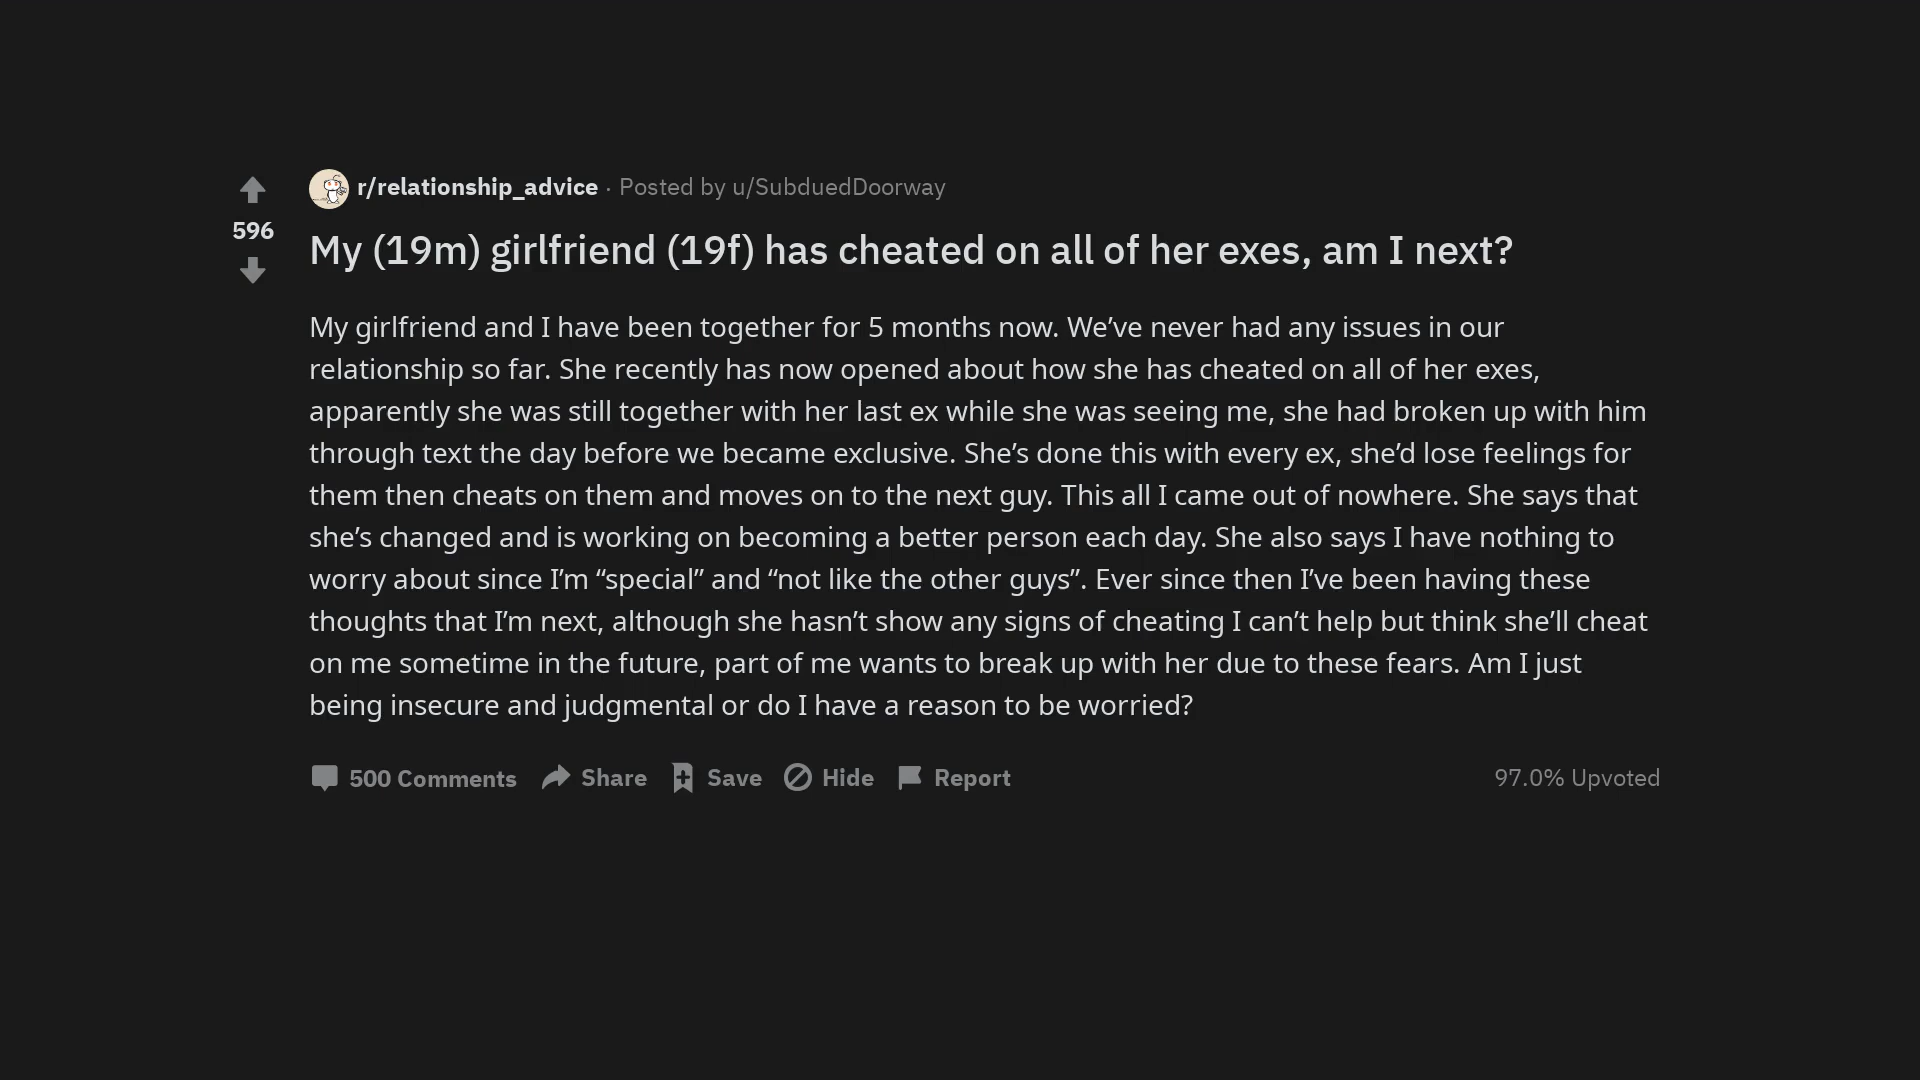 r/relationship_advice · Posted by u/SubduedDoorway
596
My (19m) girlfriend (19f) has cheated on all of her exes, am I next?
My girlfriend and I have been together for 5 months now. We’ve never had any issues in our
relationship so far. She recently has now opened about how she has cheated on all of her exes,
apparently she was still together with her last ex while she was seeing me, she had broken up with him
through text the day before we became exclusive. She’s done this with every ex, she’d lose feelings for
them then cheats on them and moves on to the next guy. This all I came out of nowhere. She says that
she’s changed and is working on becoming a better person each day. She also says I have nothing to
worry about since I’m “special” and “not like the other guys”. Ever since then I’ve been having these
thoughts that I’m next, although she hasn’t show any signs of cheating I can’t help but think she’ll cheat
on me sometime in the future, part of me wants to break up with her due to these fears. Am I just
being insecure and judgmental or do I have a reason to be worried?
500 Comments Share Save Hide Report 97.0% Upvoted